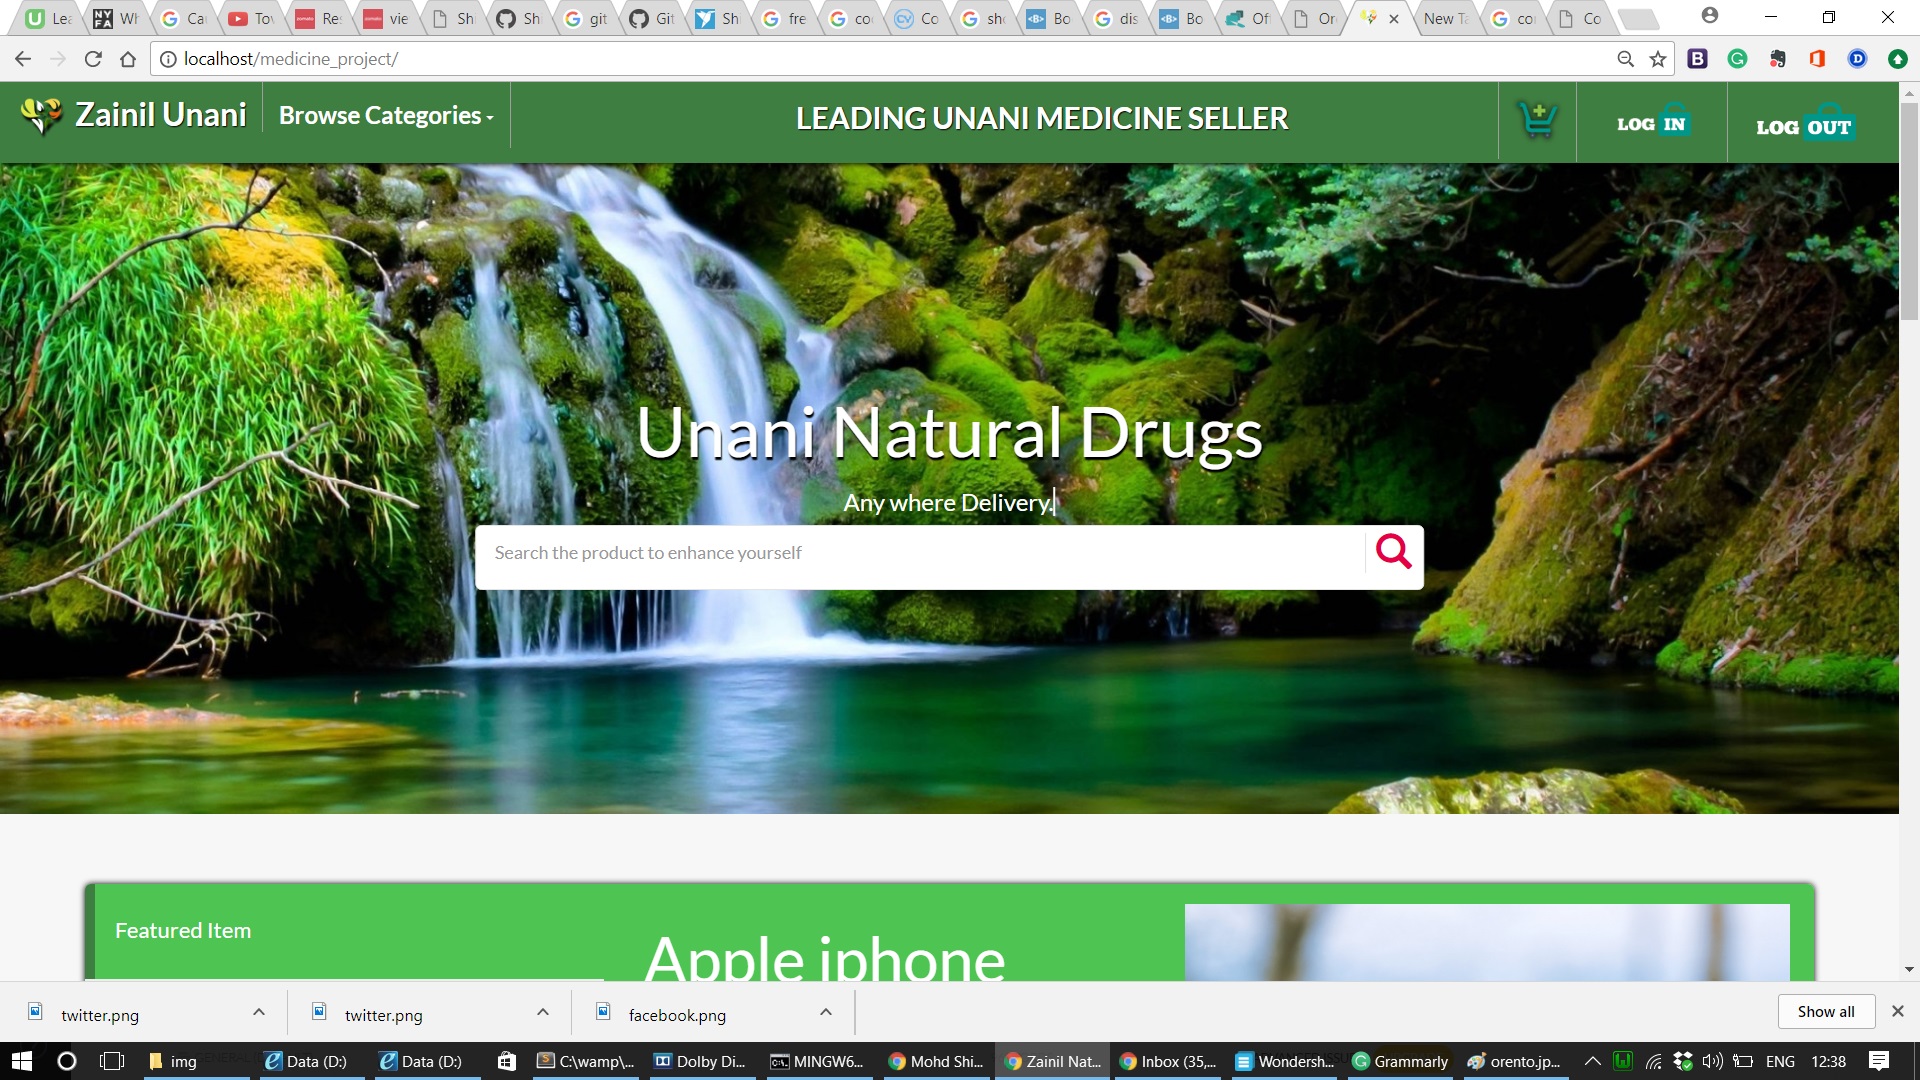 Lea
Wh
Ca
Tov
Re
vie
Sh
Sh
git
Git
Sh
fre
co
Co
sh
Bo
dis
Bo
Of
Or
New Ta
co
Co
localhost/medicine_project/
Zainil Unani
Browse Categories
LEADING UNANI MEDICINE SELLER
LOG IN
LOG OUT
Unani Natural Drugs
Any where Delivery.
Search the product to enhance yourself
Featured Item
Apple iphone
twitter.png
twitter.png
facebook.png
Show all
img
Data (D:)
Data (D:)
C:\wamp\...
Dolby Di...
MINGW6...
Mohd Shi...
Zainil Nat...
Inbox (35,...
Wondersh...
Grammarly
orento.jp...
ENG
12:38